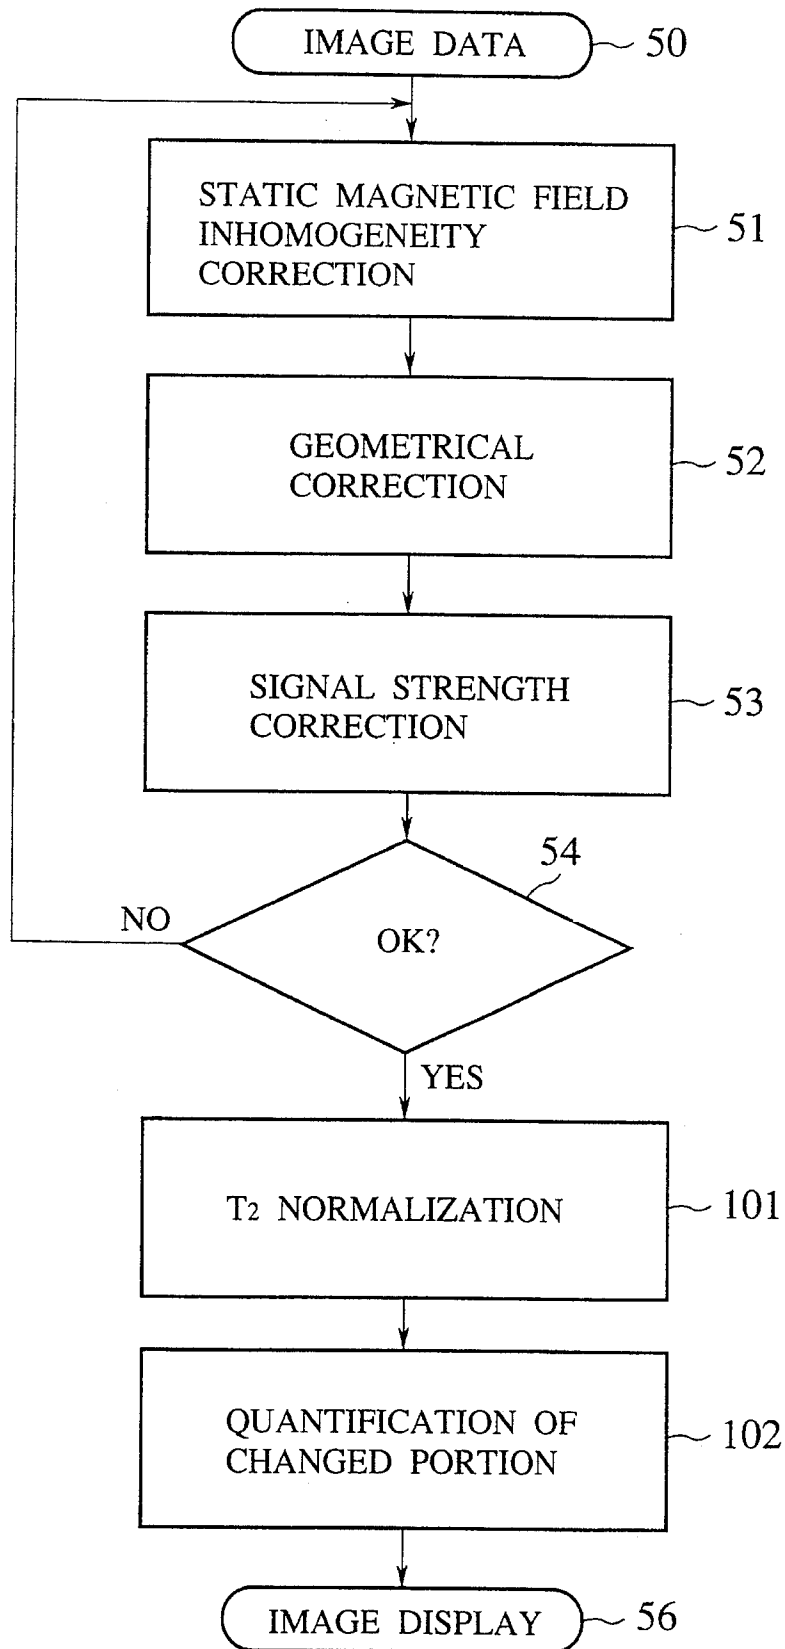 IMAGE DATA 50
STATIC MAGNETIC FIELD
INHOMOGENEITY
CORRECTION
51
GEOMETRICAL
CORRECTION
52
SIGNAL STRENGTH
CORRECTION
53
54
NO
OK?
YES
T2 NORMALIZATION 101
QUANTIFICATION OF
CHANGED PORTION
102
IMAGE DISPLAY 56